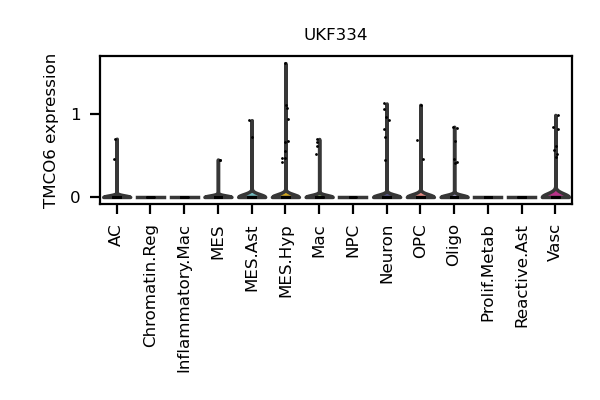 UKF334
TMCO6 expression
1
0
AC
Chromatin.Reg
Inflammatory.Mac
MES
MES.Ast
MES.Hyp
Mac
NPC
Neuron
OPC
Oligo
Prolif.Metab
Reactive.Ast
Vasc